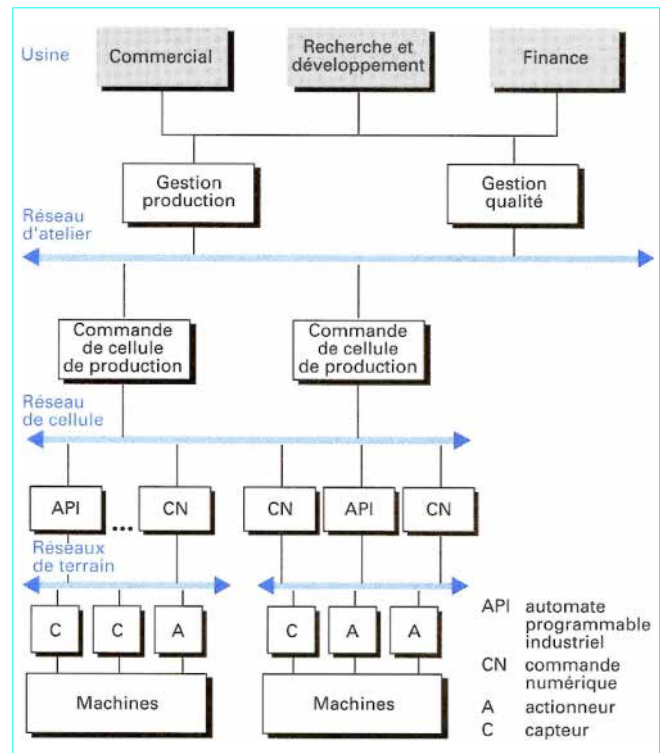 Usine
Commercial
Recherche et
développement
Finance
Gestion
production
Gestion
qualité
Réseau
d'atelier
Commande
de cellule
de production
Commande
de cellule
de production
Réseau
de cellule
API
...
CN
CN
API
CN
Réseaux
de terrain
C
C
A
C
A
A
Machines
Machines
API automate
programmable
industriel
CN commande
numérique
A actionneur
C capteur